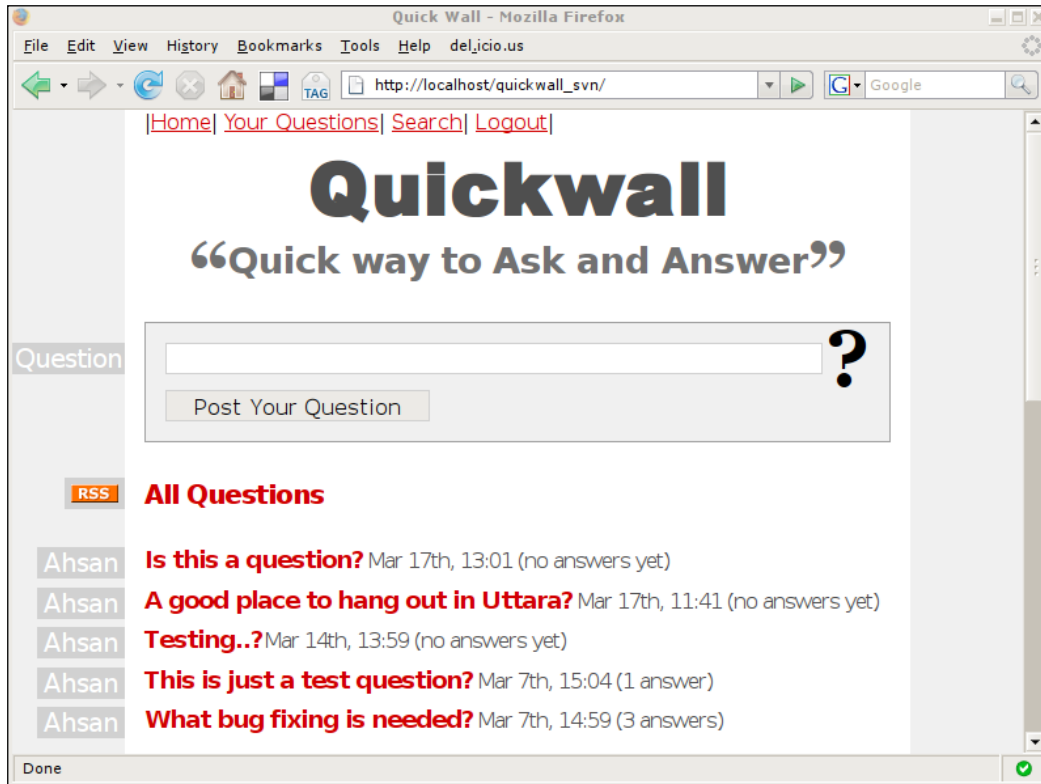 Quick Wall - Mozilla Firefox
File Edit View History Bookmarks Tools Help del.icio.us
TAG http://localhost/quickwall_svn/ G Google
|Home| Your Questions| Search| Logout|
Quickwall
“Quick way to Ask and Answer”
Question ?
Post Your Question
RSS All Questions
Ahsan Is this a question? Mar 17th, 13:01 (no answers yet)
Ahsan A good place to hang out in Uttara? Mar 17th, 11:41 (no answers yet)
Ahsan Testing..? Mar 14th, 13:59 (no answers yet)
Ahsan This is just a test question? Mar 7th, 15:04 (1 answer)
Ahsan What bug fixing is needed? Mar 7th, 14:59 (3 answers)
Done